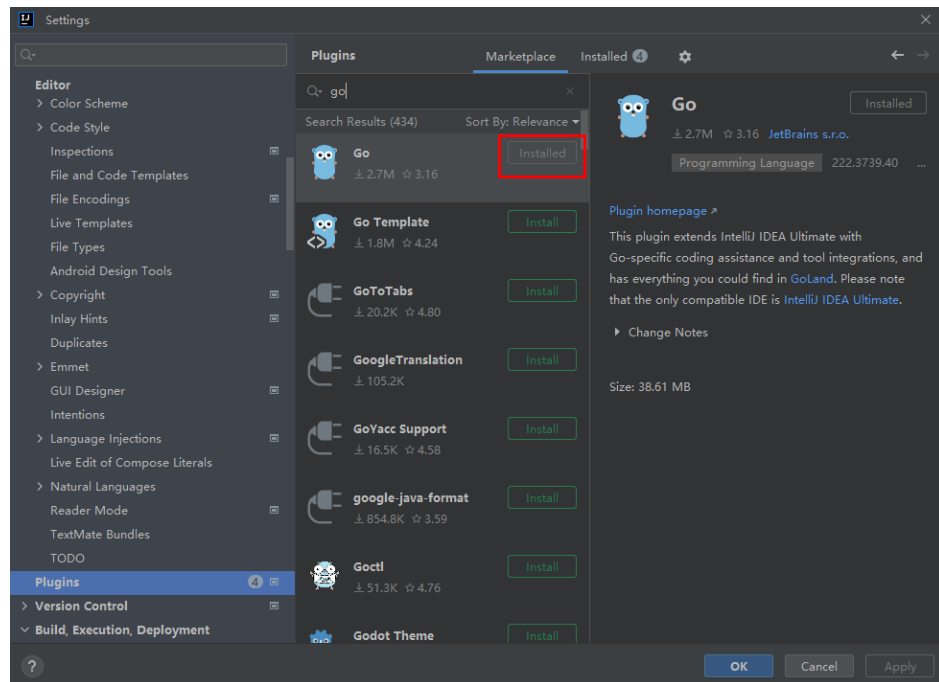 Settings
Editor
Color Scheme
Code Style
Inspections
File and Code Templates
File Encodings
Live Templates
File Types
Android Design Tools
Copyright
Inlay Hints
Duplicates
Emmet
GUI Designer
Intentions
Language Injections
Live Edit of Compose Literals
Natural Languages
Reader Mode
TextMate Bundles
TODO
Plugins 4
Version Control
Build, Execution, Deployment
Plugins Marketplace Installed 4
go
Search Results (434) Sort By: Relevance
Go Installed
2.7M 3.16
Go Template Install
1.8M 4.24
GoToTabs Install
20.2K 4.80
GoogleTranslation Install
105.2K
GoYacc Support Install
16.5K 4.58
google-java-format Install
854.8K 3.59
Goctl Install
51.3K 4.76
Godot Theme Install
Go Installed
2.7M 3.16 JetBrains s.r.o.
Programming Language 222.3739.40 ...
Plugin homepage
This plugin extends IntelliJ IDEA Ultimate with
Go-specific coding assistance and tool integrations, and
has everything you could find in GoLand. Please note
that the only compatible IDE is IntelliJ IDEA Ultimate.
Change Notes
Size: 38.61 MB
? OK Cancel Apply